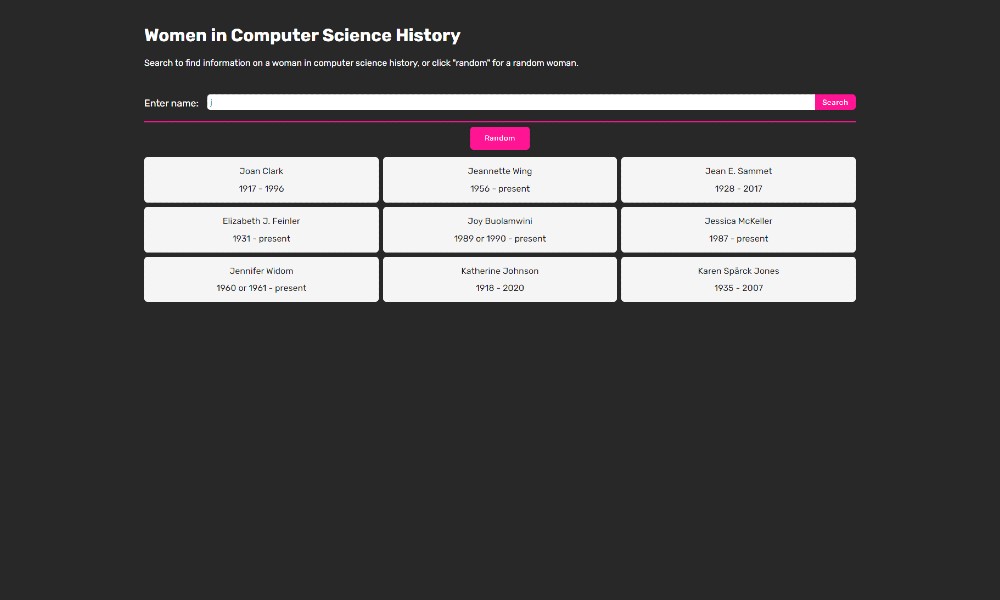 Women in Computer Science History
Search to find information on a woman in computer science history, or click "random" for a random woman.
Enter name: j Search
Random
Joan Clark
1917 - 1996
Jeannette Wing
1956 - present
Jean E. Sammet
1928 - 2017
Elizabeth J. Feinler
1931 - present
Joy Buolamwini
1989 or 1990 - present
Jessica McKeller
1987 - present
Jennifer Widom
1960 or 1961 - present
Katherine Johnson
1918 - 2020
Karen Spärck Jones
1935 - 2007